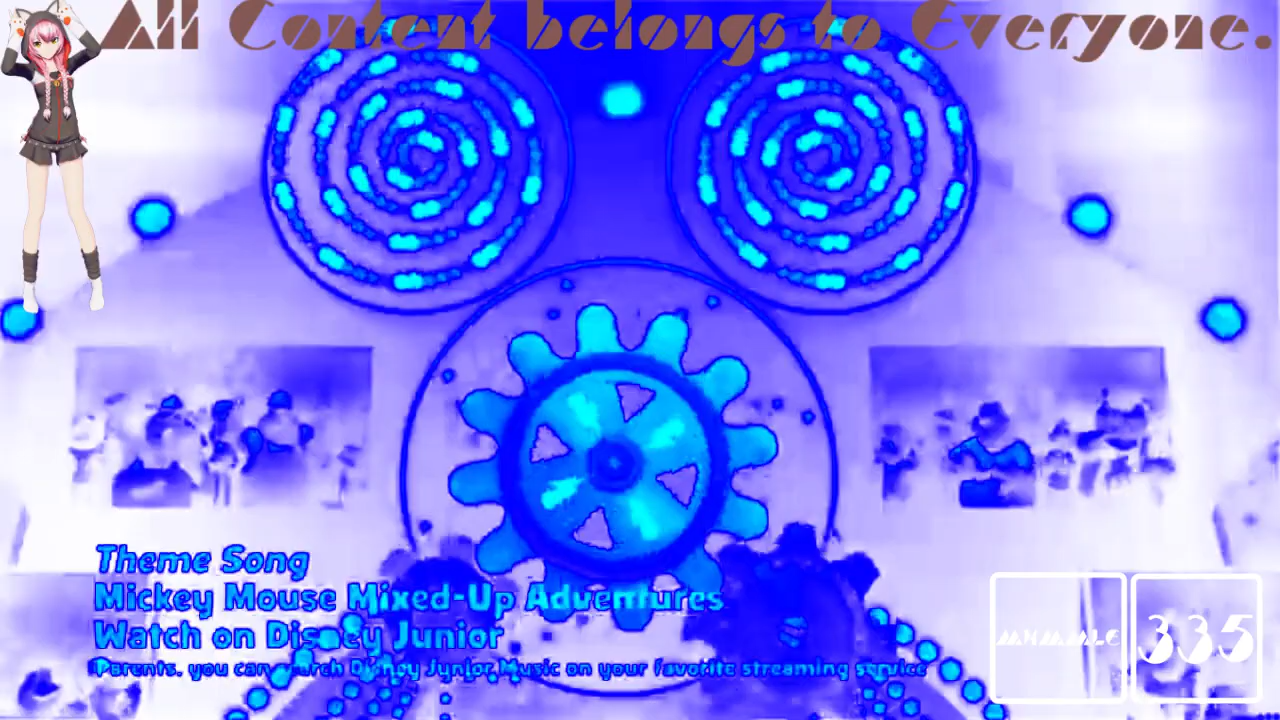 All Content belongs to Everyone.
Theme Song
Mickey Mouse Mixed-Up Adventures
Watch on Disney Junior
Parents, you can search Disney Junior Music on your favorite streaming service
335